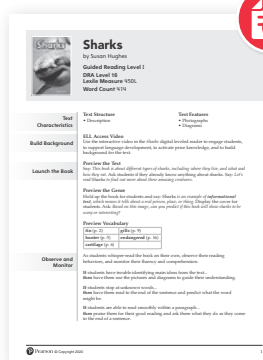 Sharks
Sharks
by Susan Hughes
Guided Reading Level I
DRA Level 16
Lexile Measure 450L
Word Count 414
Text Characteristics
Text Structure
• Description
Text Features
• Photographs
• Diagrams
Build Background
ELL Access Video
Use the interactive video in the Sharks digital leveled reader to engage students,
to support language development, to activate prior knowledge, and to build
background for the text.
Launch the Book
Preview the Text
Say: This book is about different types of sharks, including where they live, and what and
how they eat. Ask students if they already know anything about sharks. Say: Let's
read Sharks to find out more about these amazing creatures.
Preview the Genre
Hold up the book for students and say: Sharks is an example of informational
text, which means it tells about a real person, place, or thing. Display the cover for
students. Ask: Based on this image, can you predict if this book will show sharks to be
scary or interesting?
Preview Vocabulary
fin (p. 2)
gills (p. 9)
hunter (p. 5)
endangered (p. 16)
cartilage (p. 6)
Observe and Monitor
As students whisper-read the book on their own, observe their reading
behaviors, and monitor their fluency and comprehension.
If students have trouble identifying main ideas from the text...
then have them use the pictures and diagrams to guide their understanding.
If students stop at unknown words...
then have them read to the end of the sentence and predict what the word
might be.
If students are able to read smoothly within a paragraph...
then praise them for their good reading and ask them what they do as they come
to the end of a sentence.
Pearson © Copyright 2020
1